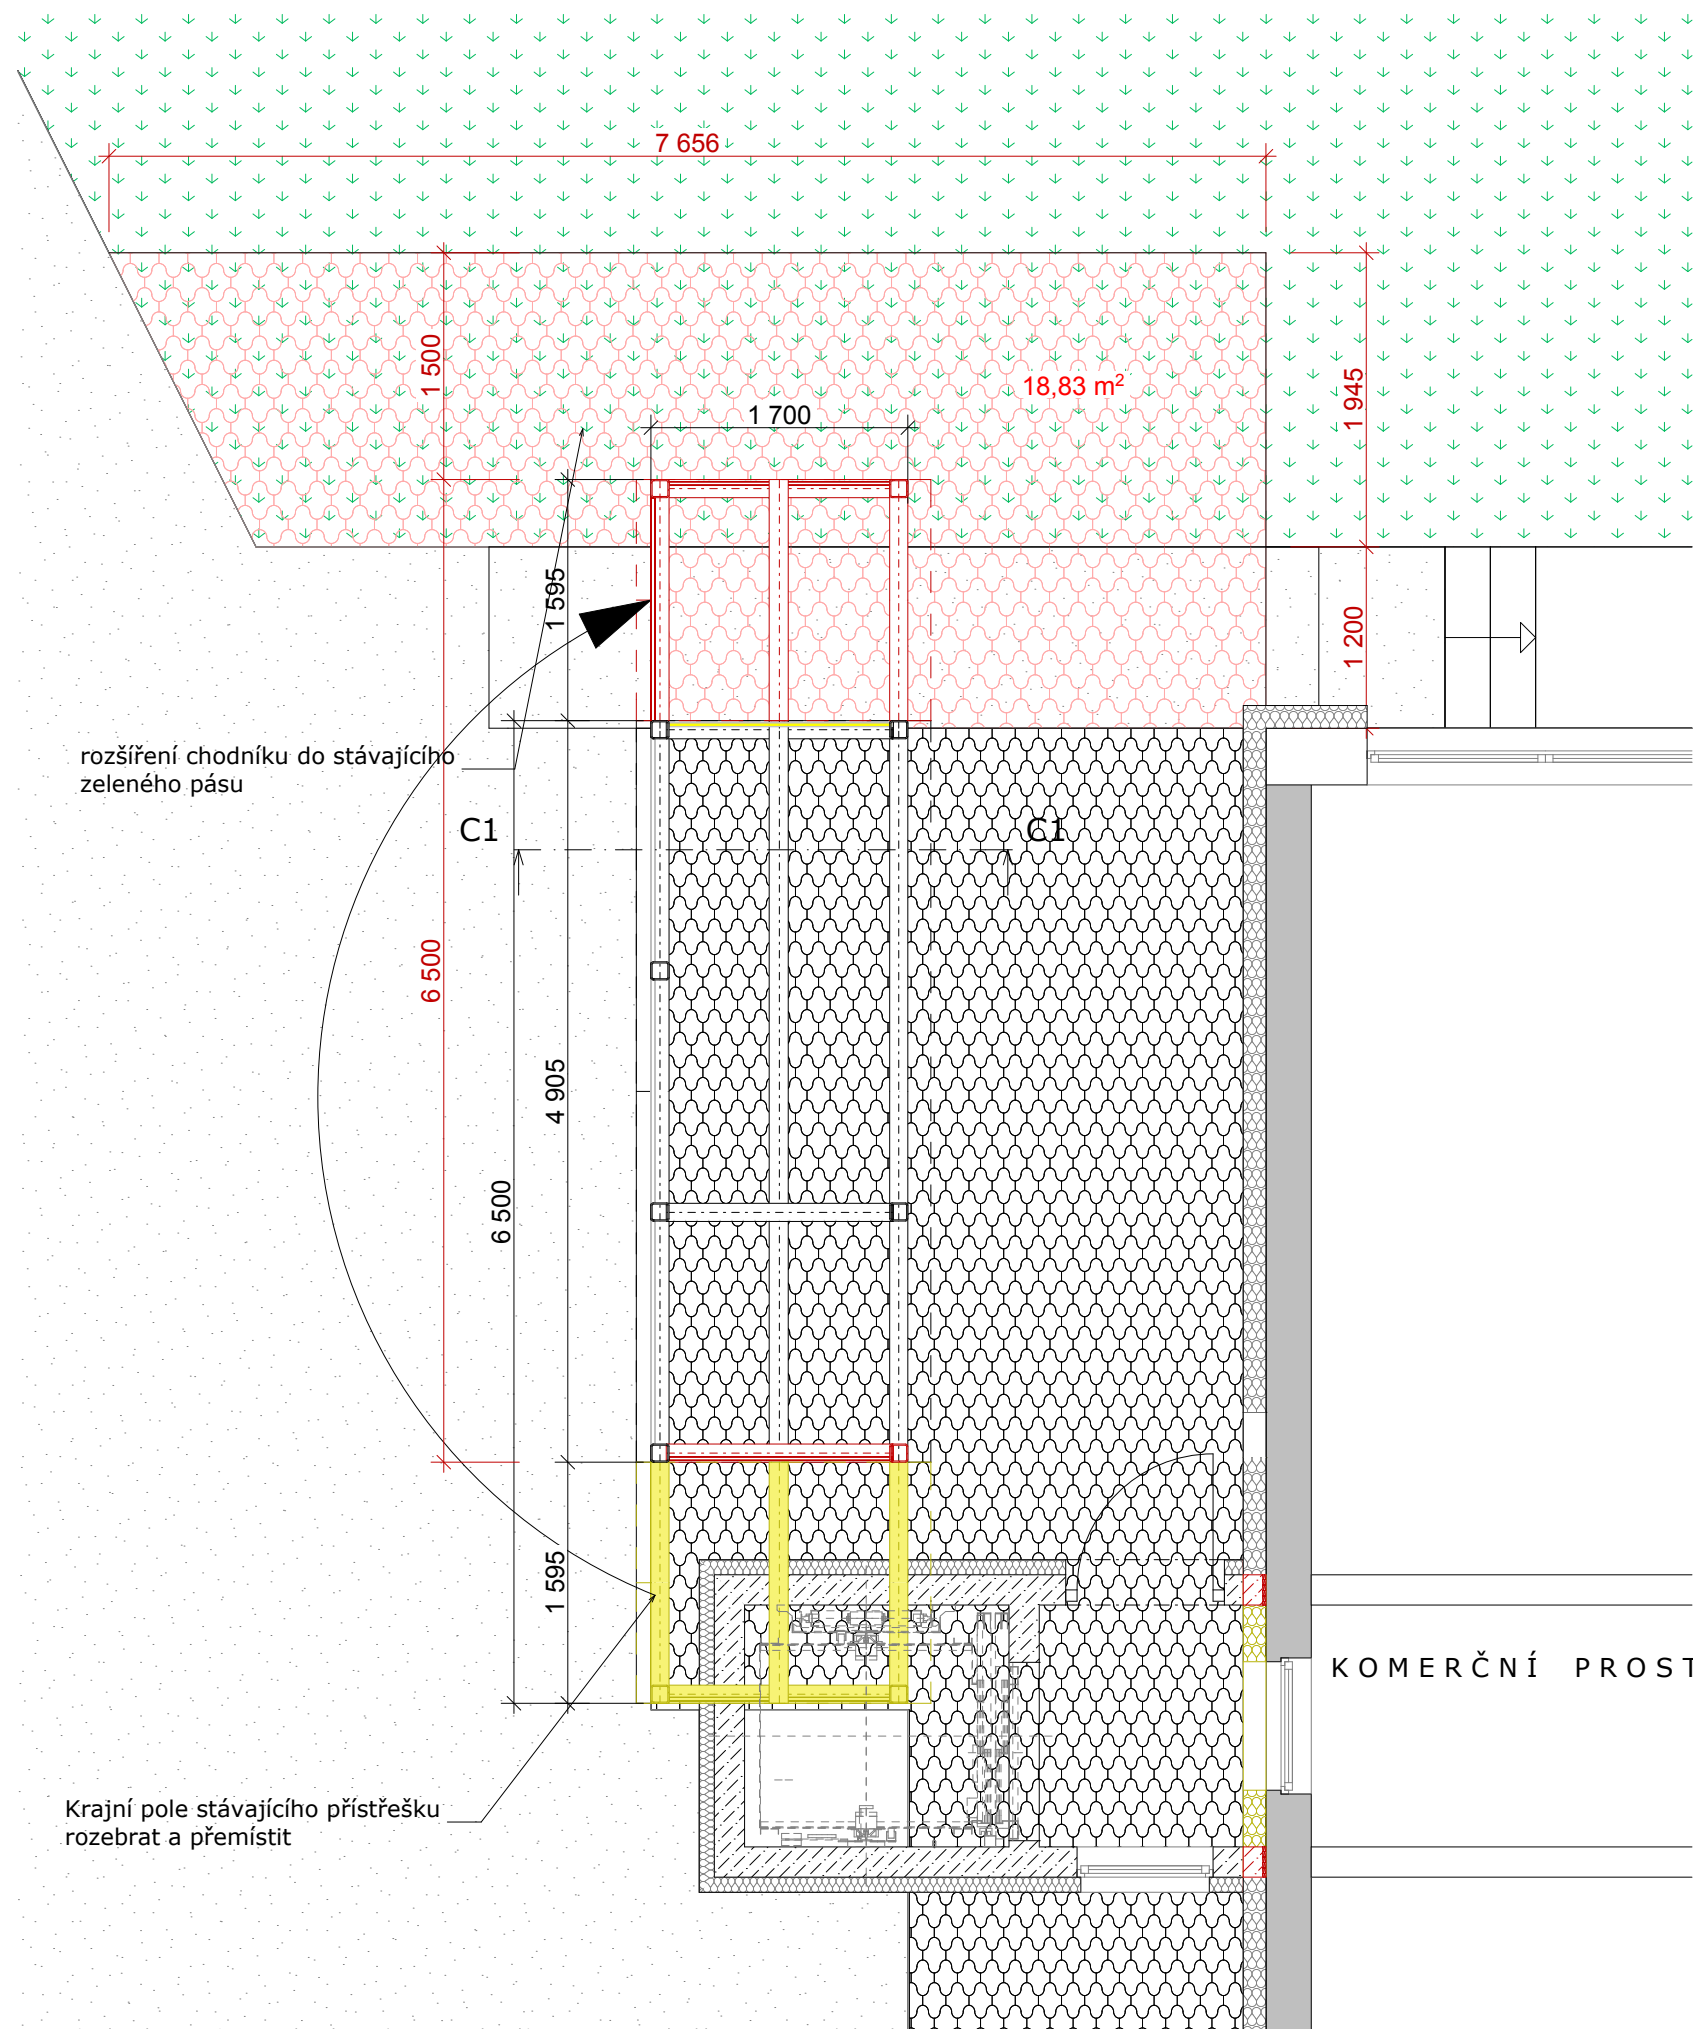 7 656
1 500
18,83 m²
1 945
1 700
1 595
1 200
rozšíření chodníku do stávajícího
zeleného pásu
C1
C1
6 500
4 905
6 500
1 595
KOMERČNÍ PROST
Krajní pole stávajícího přístřešku
rozebrat a přemístit